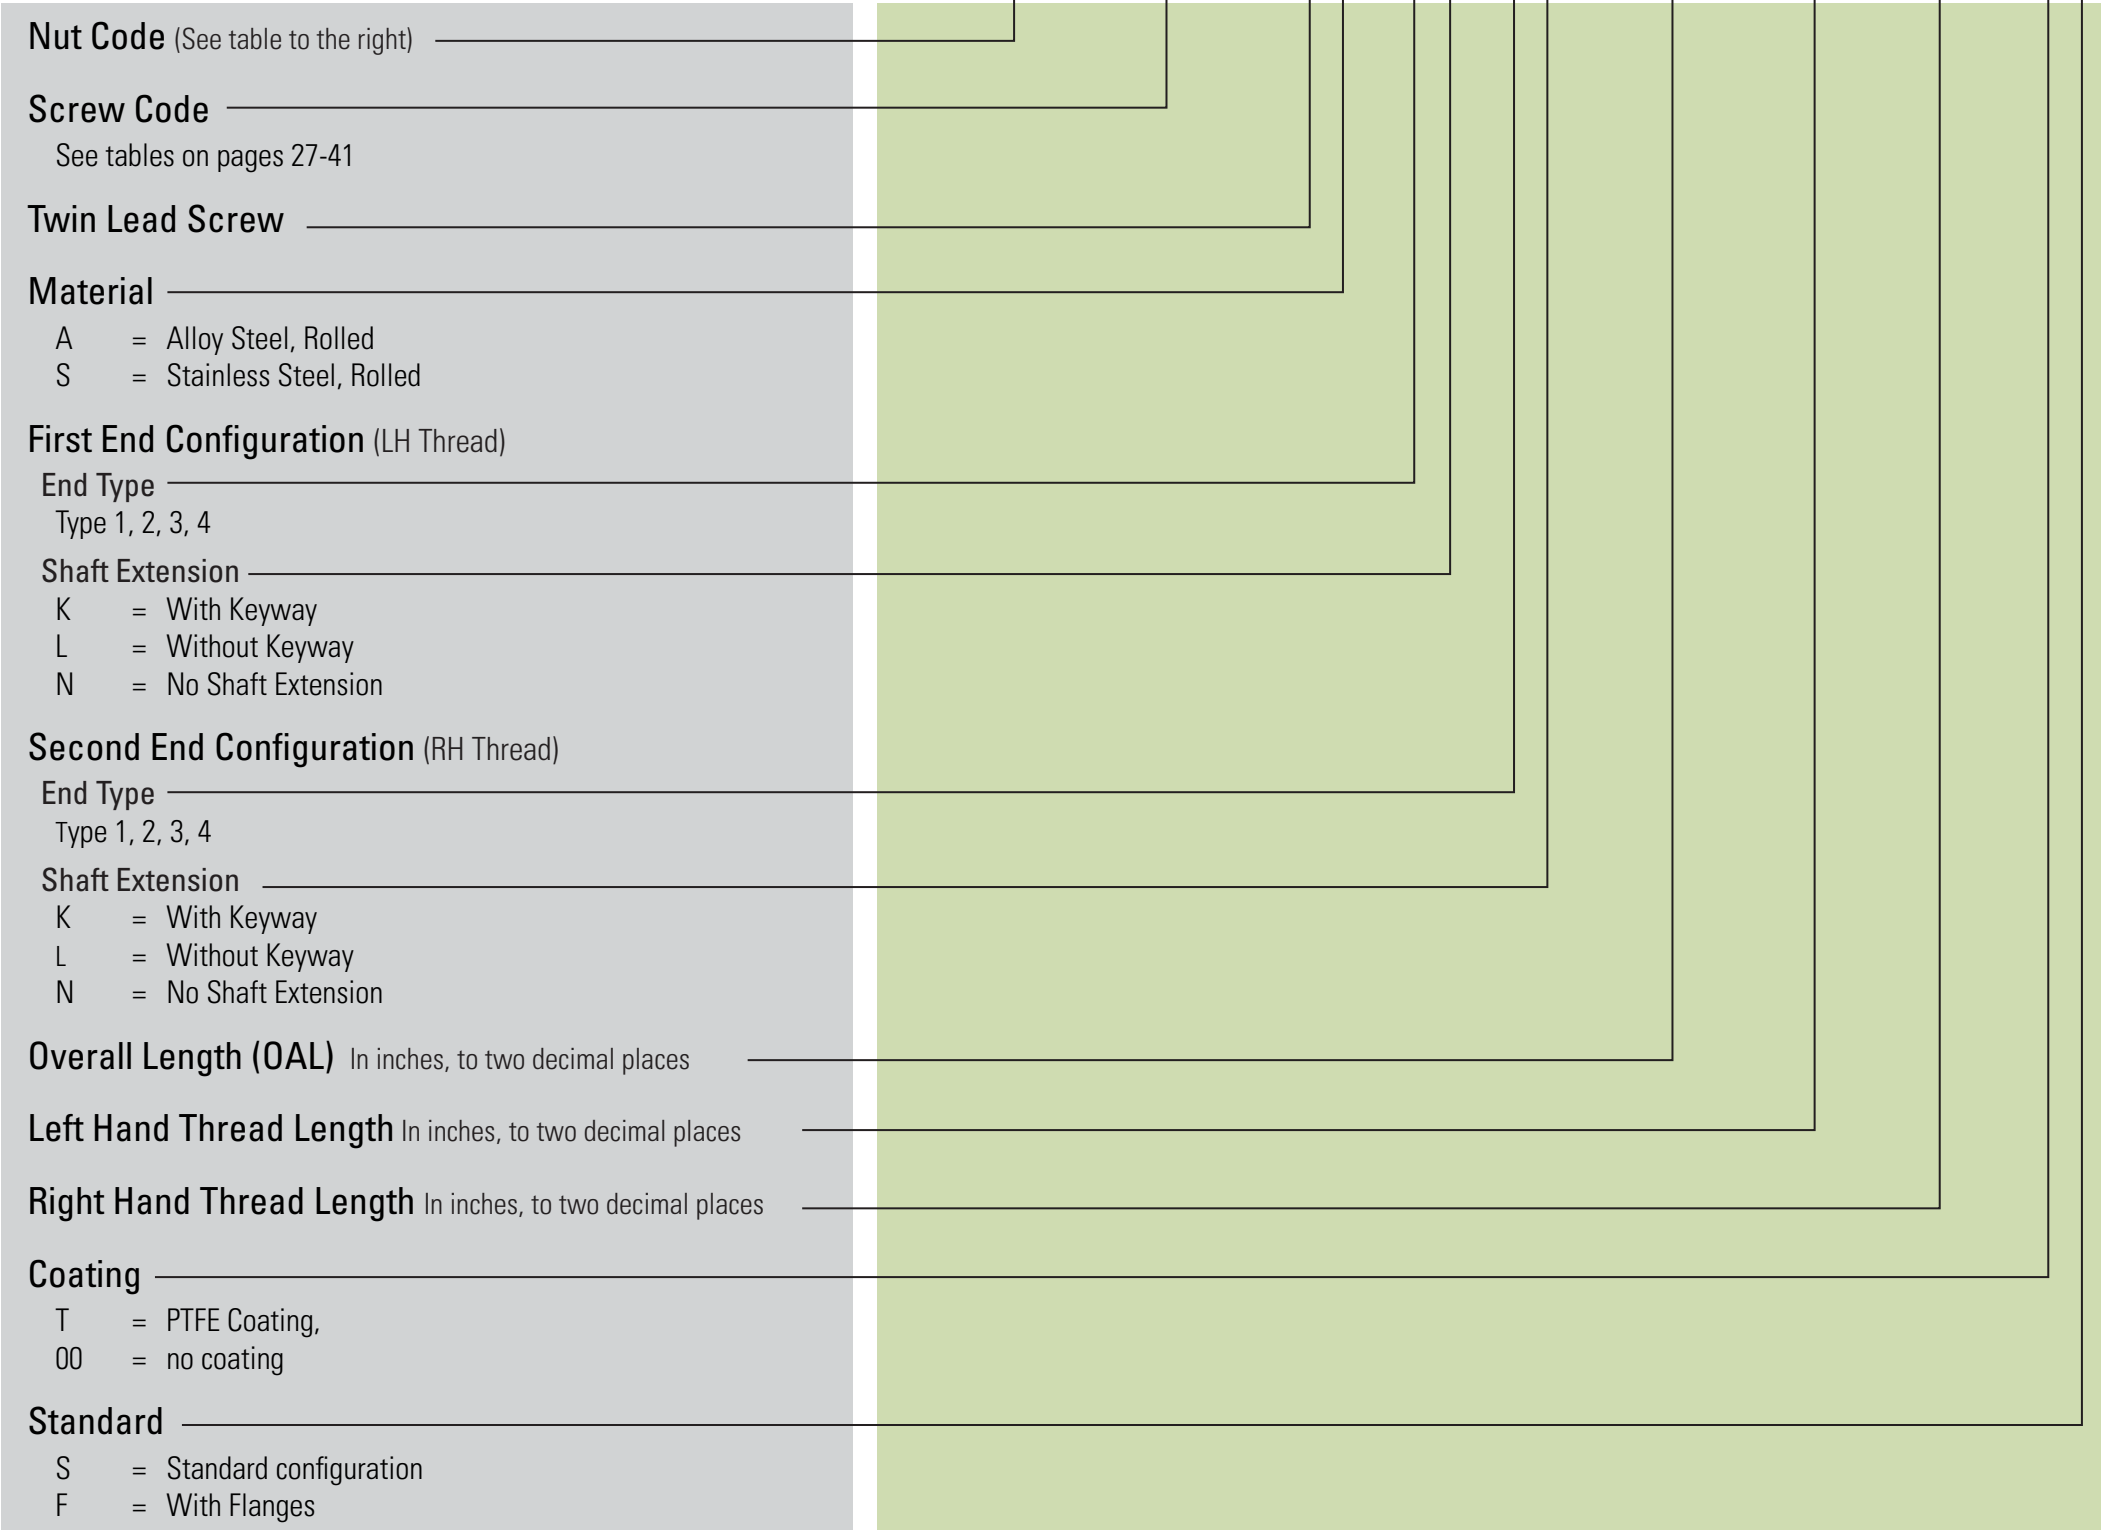 Nut Code (See table to the right)
Screw Code
See tables on pages 27-41
Twin Lead Screw
Material
A = Alloy Steel, Rolled
S = Stainless Steel, Rolled
First End Configuration (LH Thread)
End Type
Type 1, 2, 3, 4
Shaft Extension
K = With Keyway
L = Without Keyway
N = No Shaft Extension
Second End Configuration (RH Thread)
End Type
Type 1, 2, 3, 4
Shaft Extension
K = With Keyway
L = Without Keyway
N = No Shaft Extension
Overall Length (OAL) In inches, to two decimal places
Left Hand Thread Length In inches, to two decimal places
Right Hand Thread Length In inches, to two decimal places
Coating
T = PTFE Coating,
00 = no coating
Standard
S = Standard configuration
F = With Flanges